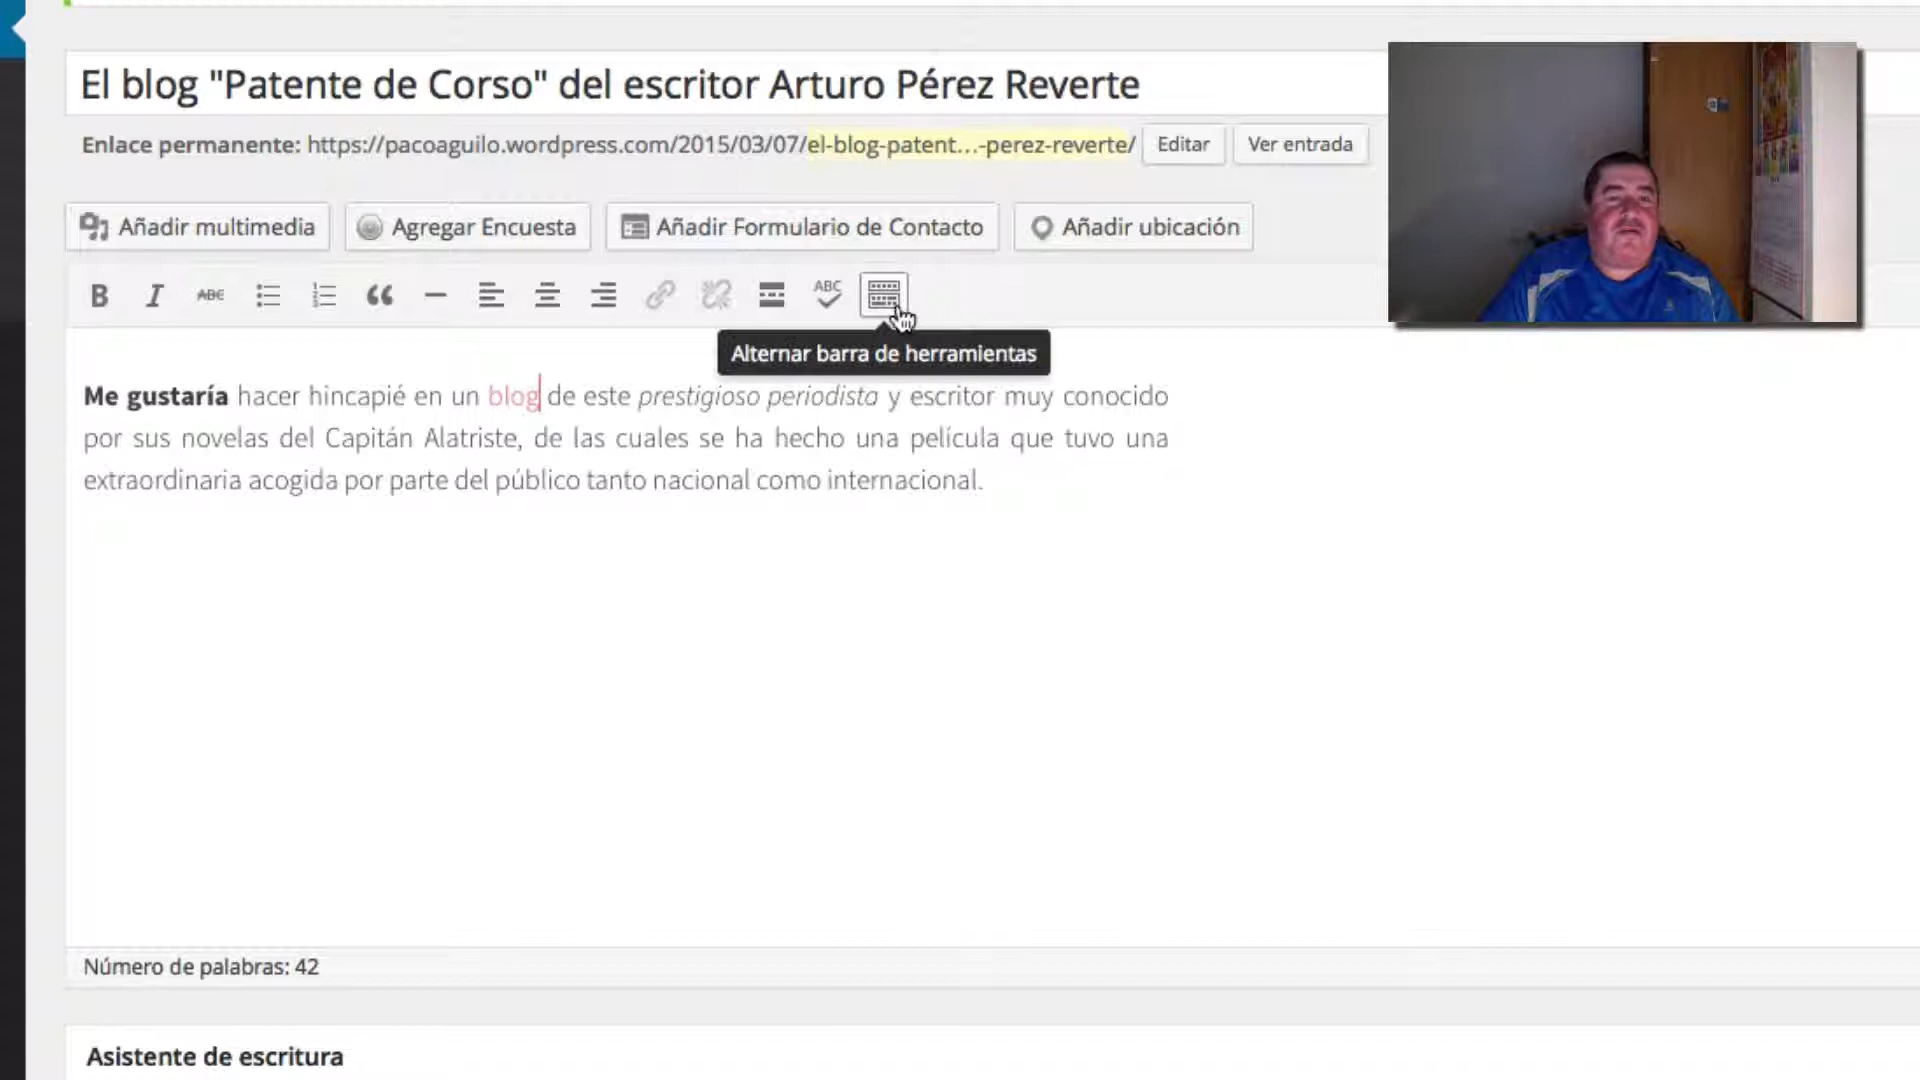 El blog "Patente de Corso" del escritor Arturo Pérez Reverte
Enlace permanente: https://pacoaguilo.wordpress.com/2015/03/07/el-blog-patent...-perez-reverte/ Editar Ver entrada
Añadir multimedia Agregar Encuesta Añadir Formulario de Contacto Añadir ubicación
B I ABC ABC
Alternar barra de herramientas
Me gustaría hacer hincapié en un blog de este prestigioso periodista y escritor muy conocido
por sus novelas del Capitán Alatriste, de las cuales se ha hecho una película que tuvo una
extraordinaria acogida por parte del público tanto nacional como internacional.
Número de palabras: 42
Asistente de escritura